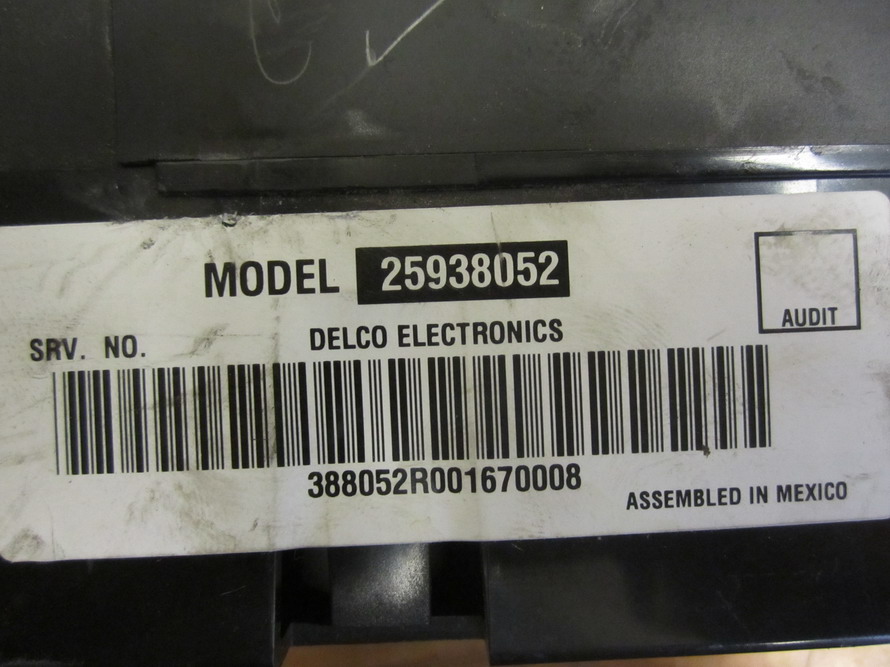 MODEL 25938052
AUDIT
SRV. NO.
DELCO ELECTRONICS
388052R001670008
ASSEMBLED IN MEXICO